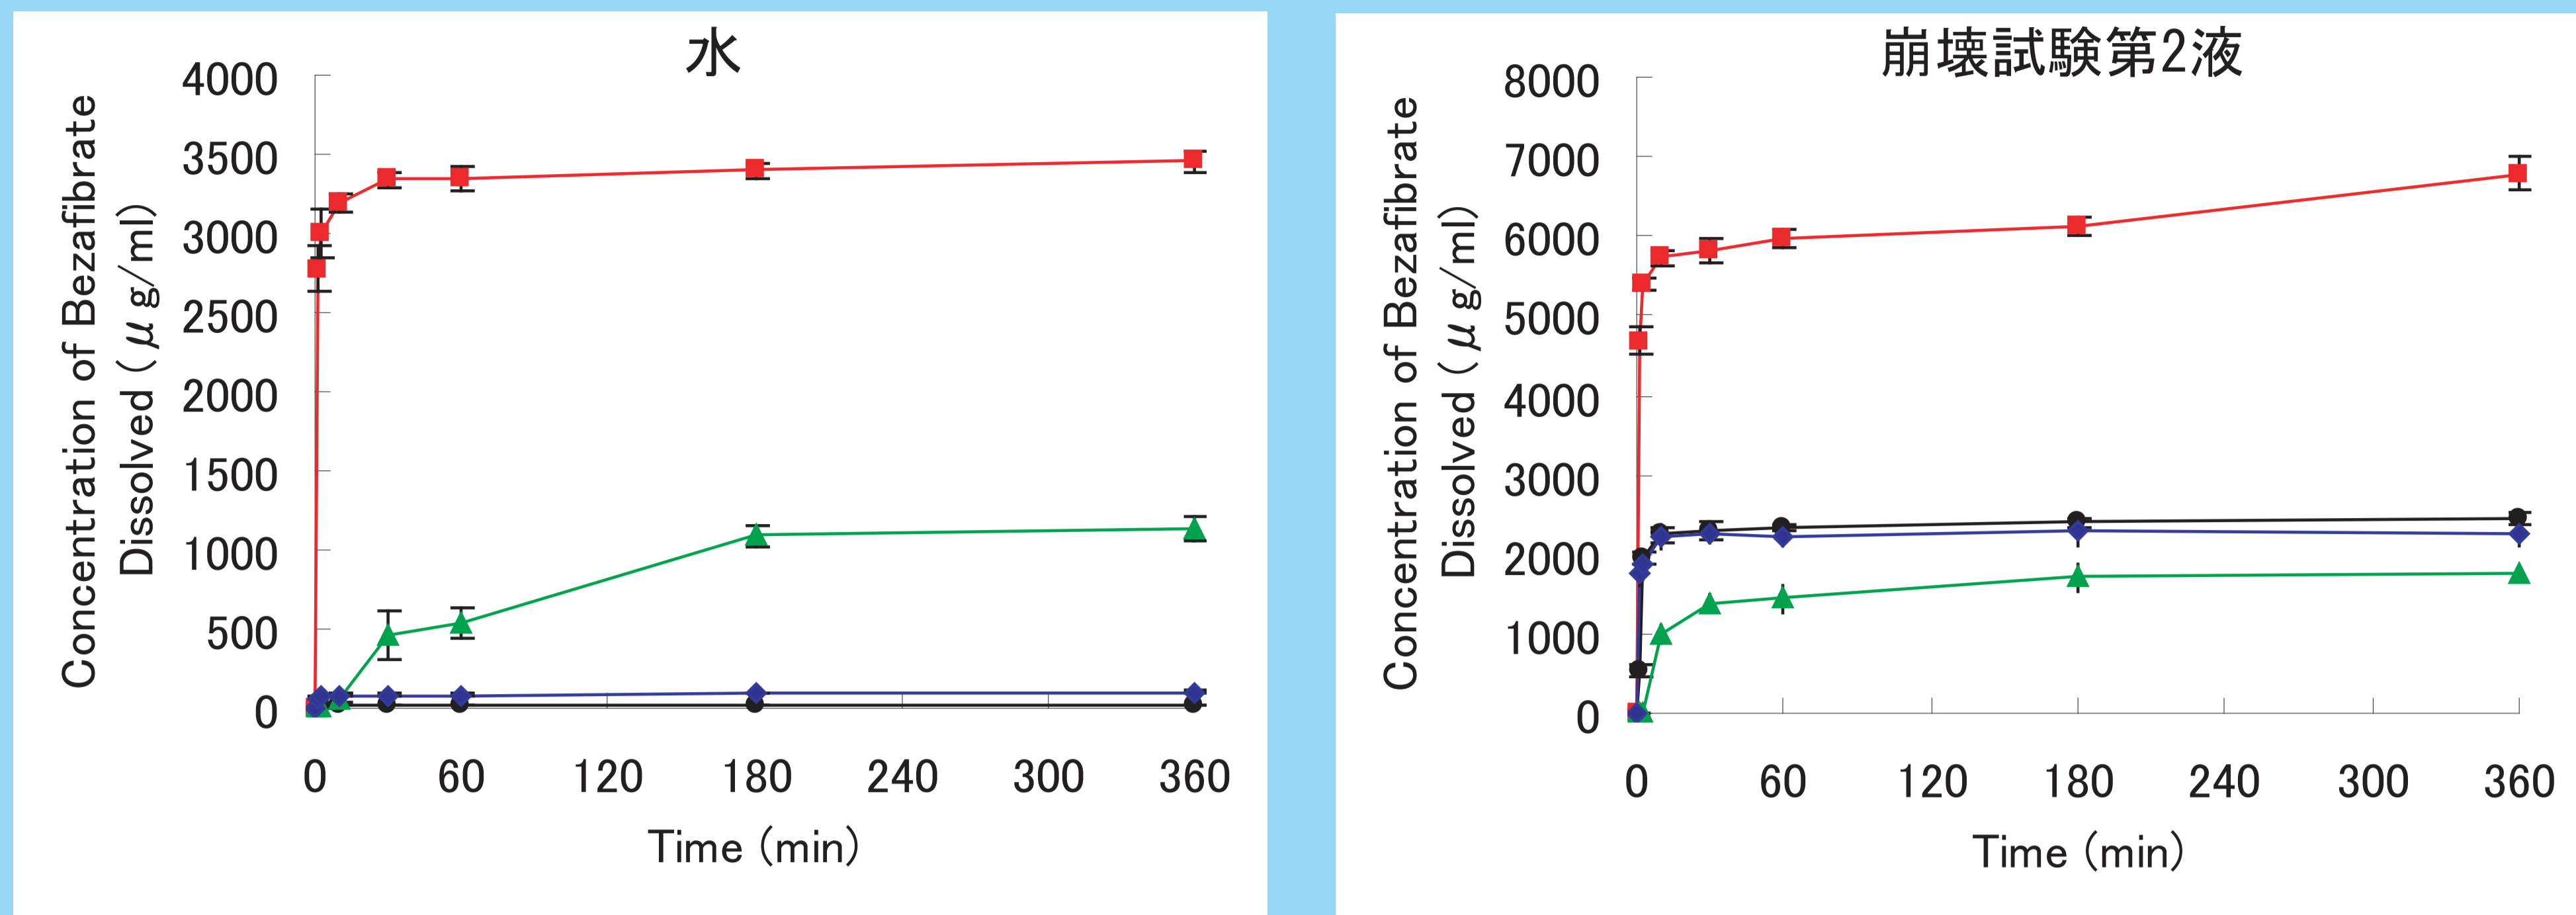 水
4000
3500
3000
2500
2000
1500
1000
500
0
Concentration of Bezafibrate
Dissolved (μg/ml)
0 60 120 180 240 300 360
Time (min)
崩壊試験第2液
8000
7000
6000
5000
4000
3000
2000
1000
0
Concentration of Bezafibrate
Dissolved (μg/ml)
0 60 120 180 240 300 360
Time (min)